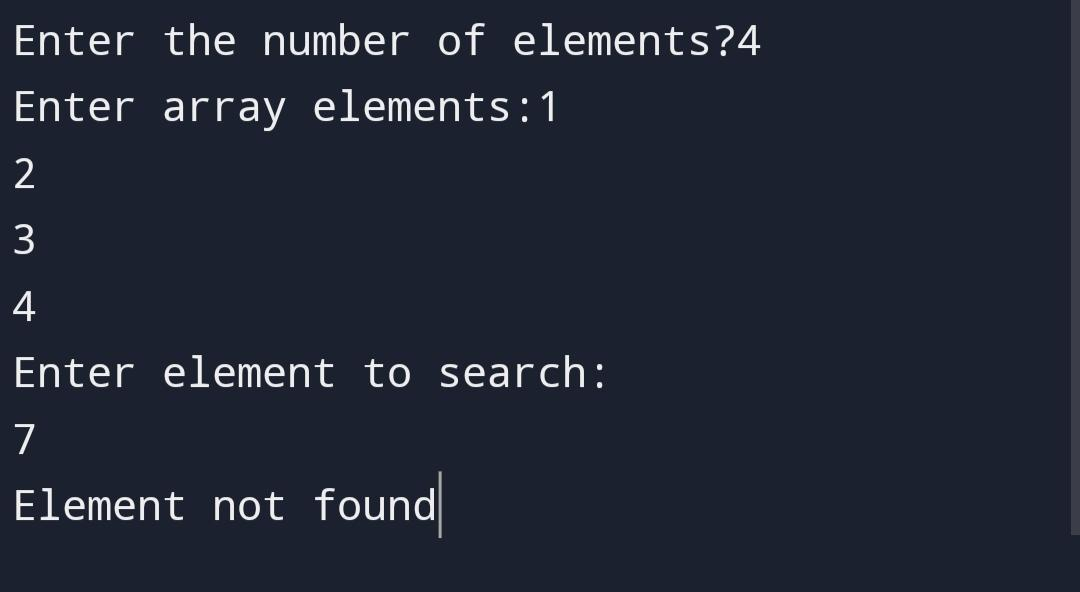 Enter the number of elements?4
Enter array elements:1
2
3
4
Enter element to search:
7
Element not found